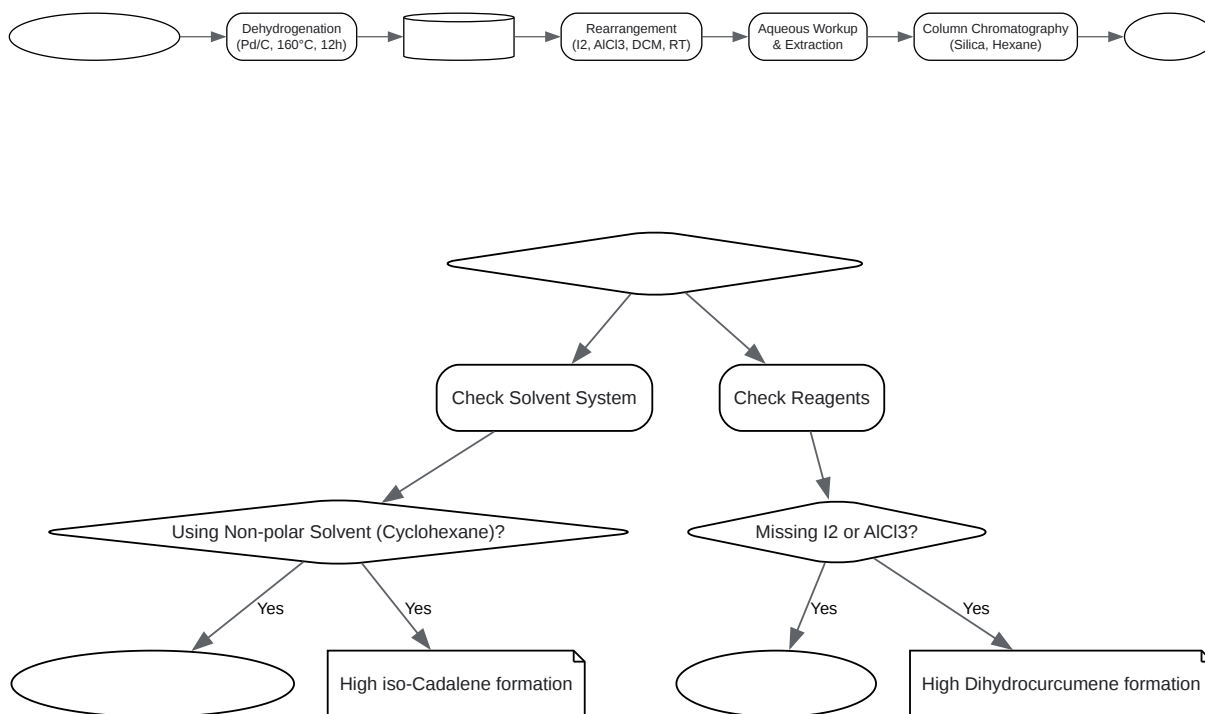 Dehydrogenation
(Pd/C, 160°C, 12h)
Rearrangement
(I2, AlCl3, DCM, RT)
Aqueous Workup
& Extraction
Column Chromatography
(Silica, Hexane)
Check Solvent System
Check Reagents
Using Non-polar Solvent (Cyclohexane)?
Missing I2 or AlCl3?
Yes
Yes
Yes
Yes
High iso-Cadalene formation
High Dihydrocurcumene formation